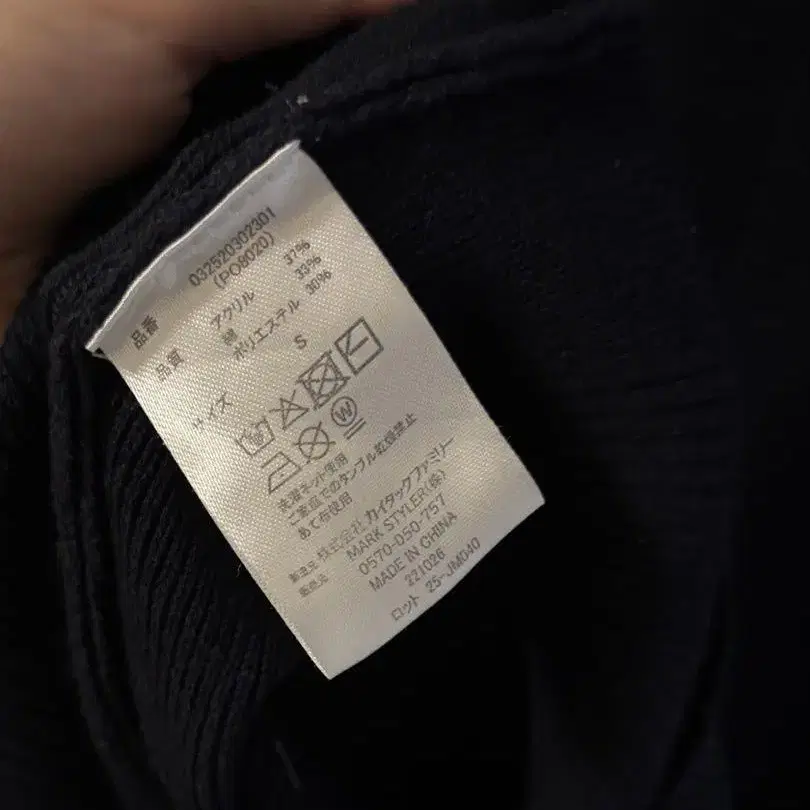 品番 032520302301
(PO9020)
品質 アクリル 37%
綿 33%
ポリエステル 30%
サイズ S
W
洗濯ネット使用
ご家庭でのタンブル乾燥禁止
あて布使用
製造元 株式会社カイタックファミリー
販売元 MARK STYLER(株)
0570-050-757
MADE IN CHINA
221026
ロット 25-JM040